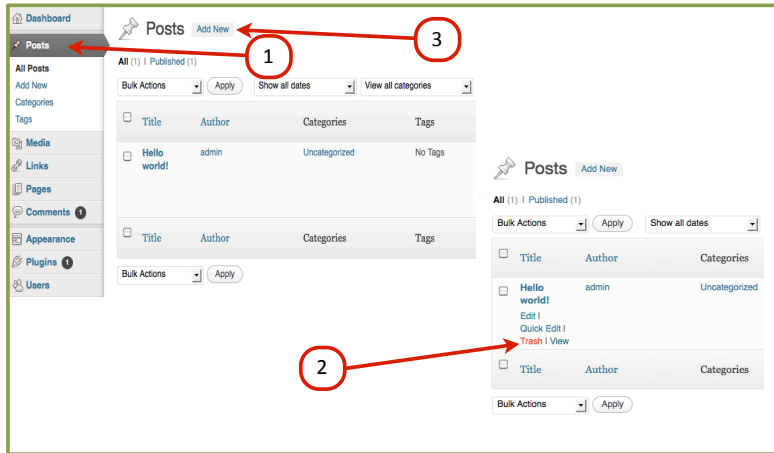 Dashboard
Posts
All Posts
Add New
Categories
Tags
Media
Links
Pages
Comments 1
Appearance
Plugins 1
Users
Posts Add New
3
1
All (1) | Published (1)
Bulk Actions Apply Show all dates View all categories
Title Author Categories Tags
Hello world! admin Uncategorized No Tags
Title Author Categories Tags
Bulk Actions Apply
Posts Add New
All (1) | Published (1)
Bulk Actions Apply Show all dates
Title Author Categories
Hello world! admin Uncategorized
Edit |
Quick Edit |
Trash | View
2
Title Author Categories
Bulk Actions Apply